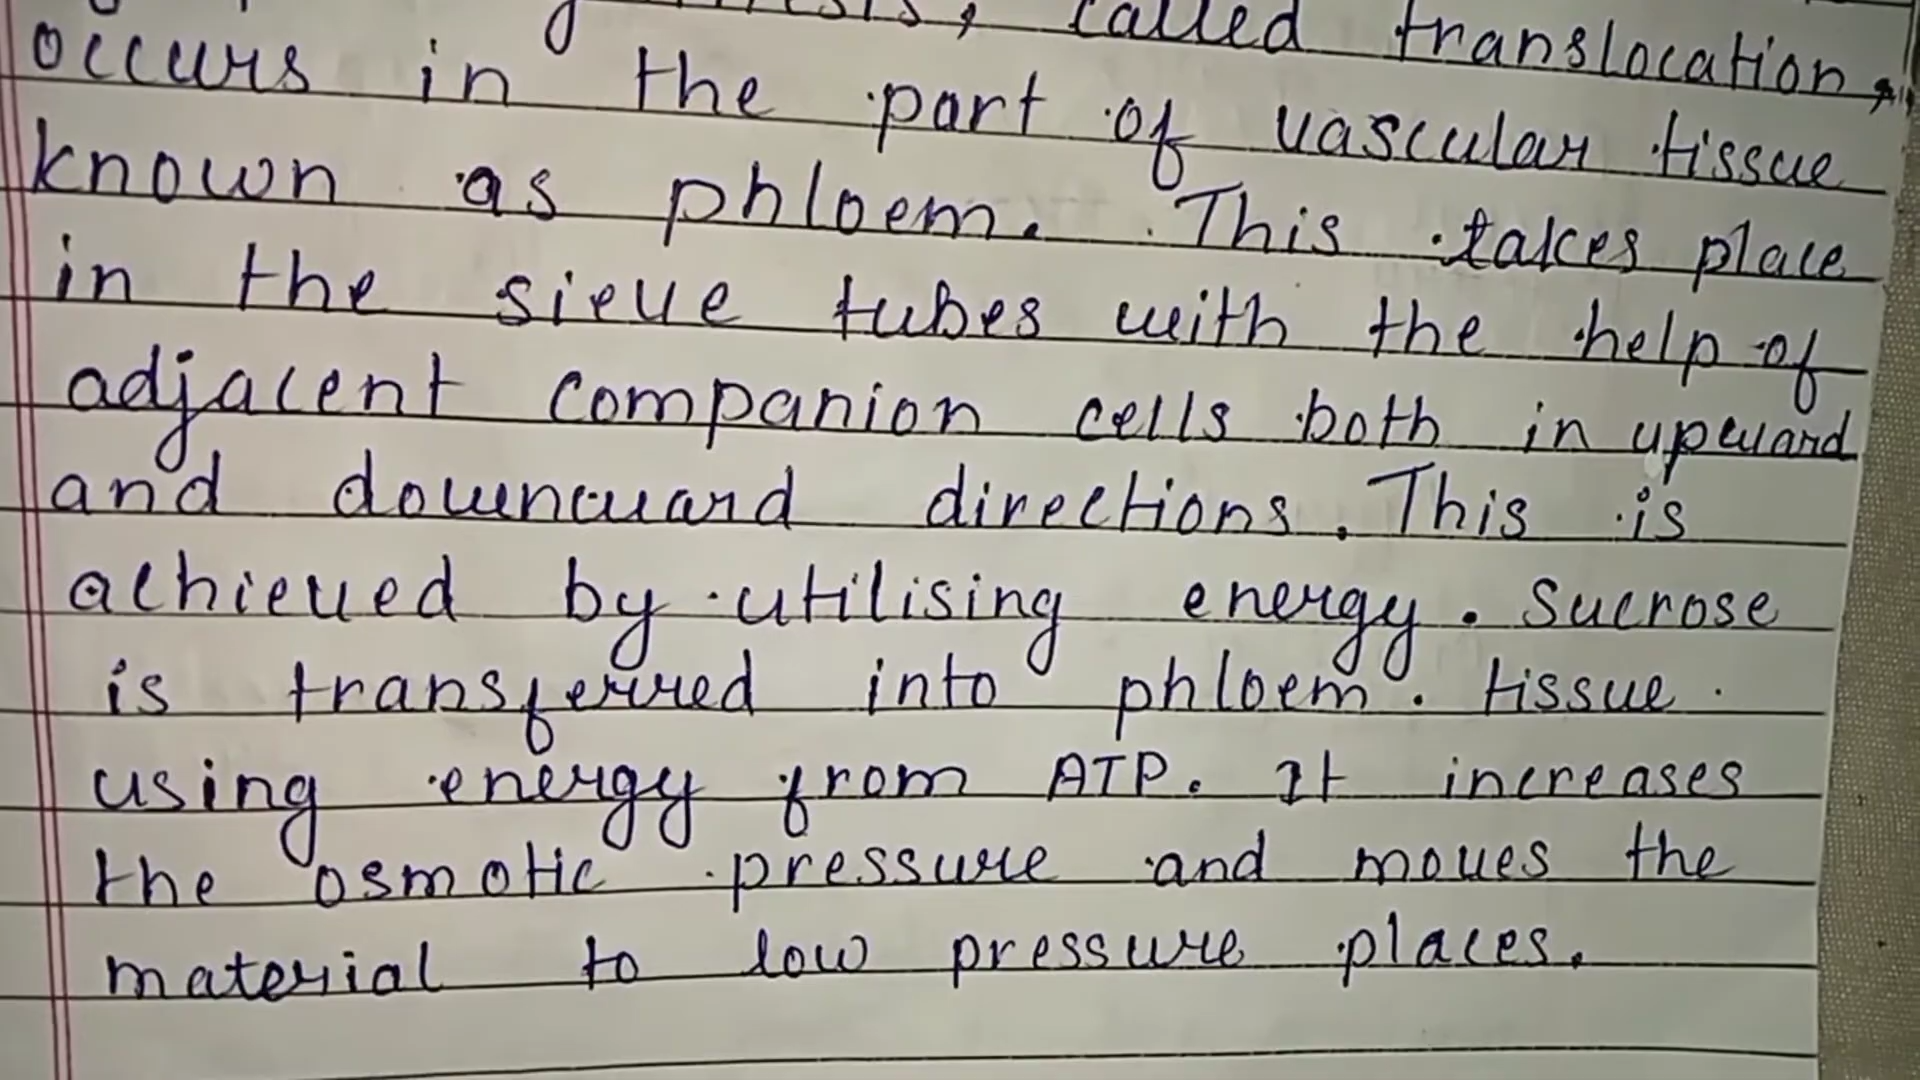 called translocation,
occurs in the part of vascular tissue
known as phloem. This takes place
in the sieve tubes with the help of
adjacent companion cells both in upward
and downward directions. This is
achieved by utilising energy. Sucrose
is transferred into phloem. tissue
using energy from ATP. It increases
the osmotic pressure and moves the
material to low pressure places.